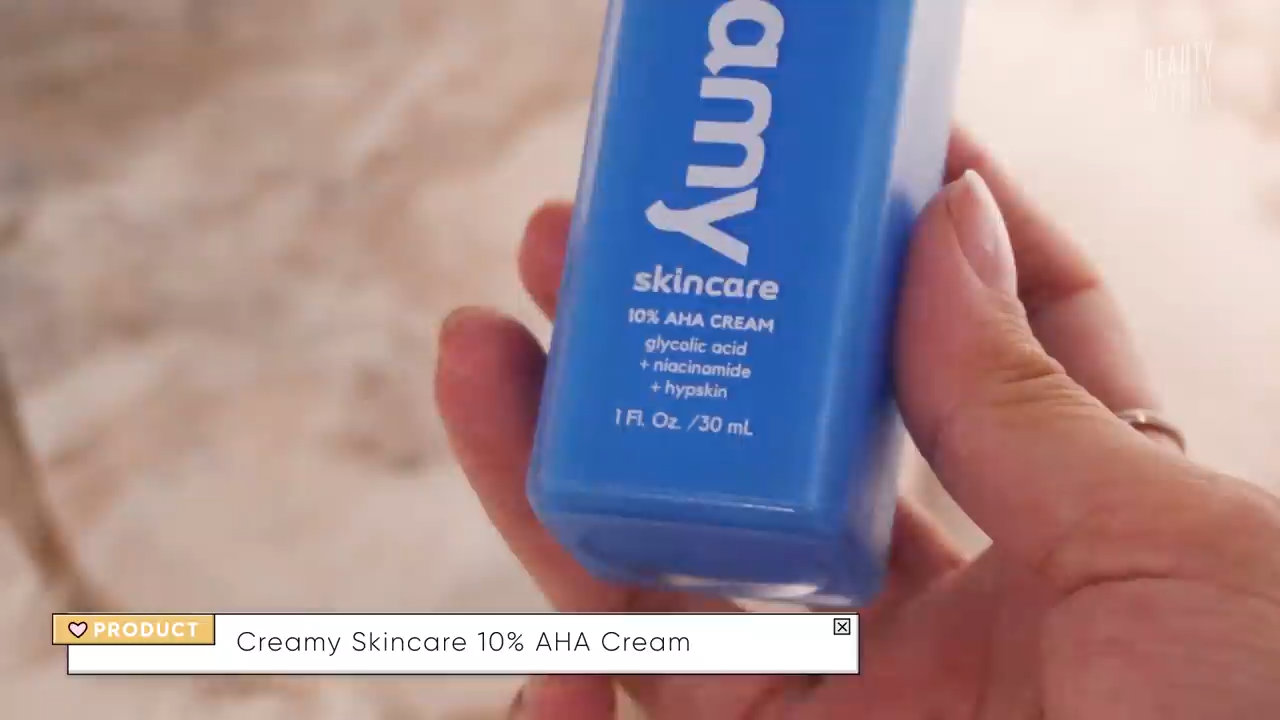 BEAUTY
amy
skincare
10% AHA CREAM
glycolic acid
+ niacinamide
+ hypskin
1 Fl. Oz. /30 mL
PRODUCT
Creamy Skincare 10% AHA Cream